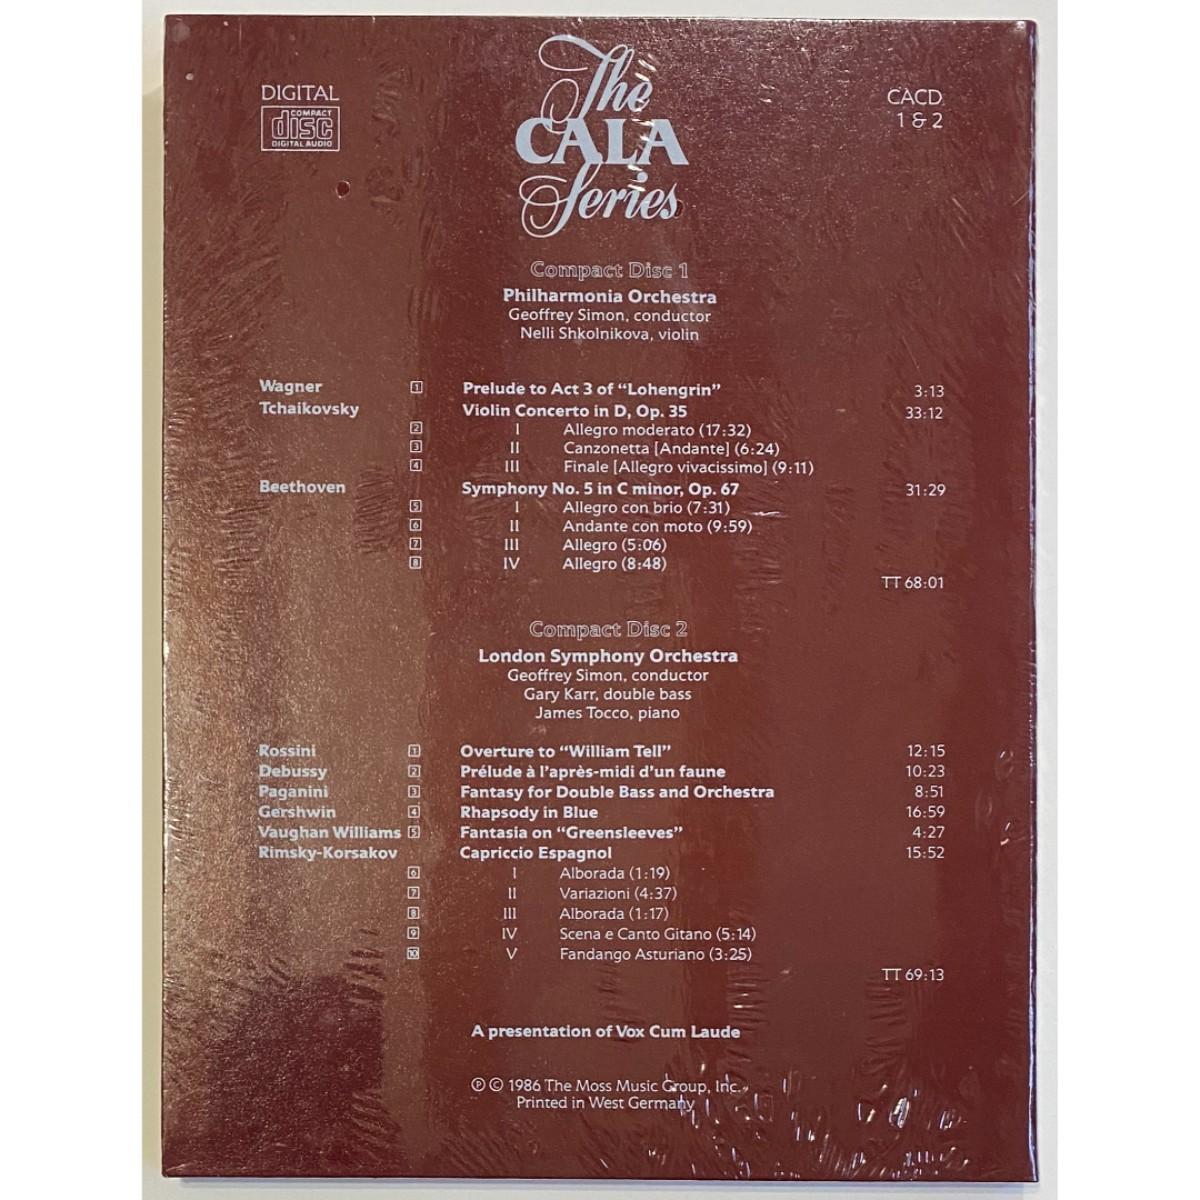 The
CALA
Series
DIGITAL
COMPACT
disc
DIGITAL AUDIO
CACD
1 & 2
Compact Disc 1
Philharmonia Orchestra
Geoffrey Simon, conductor
Nelli Shkolnikova, violin
Wagner 1 Prelude to Act 3 of “Lohengrin” 3:13
Tchaikovsky Violin Concerto in D, Op. 35 33:12
2 I Allegro moderato (17:32)
3 II Canzonetta [Andante] (6:24)
4 III Finale [Allegro vivacissimo] (9:11)
Beethoven Symphony No. 5 in C minor, Op. 67 31:29
5 I Allegro con brio (7:31)
6 II Andante con moto (9:59)
7 III Allegro (5:06)
8 IV Allegro (8:48)
TT 68:01
Compact Disc 2
London Symphony Orchestra
Geoffrey Simon, conductor
Gary Karr, double bass
James Tocco, piano
Rossini 1 Overture to “William Tell” 12:15
Debussy 2 Prélude à l'après-midi d'un faune 10:23
Paganini 3 Fantasy for Double Bass and Orchestra 8:51
Gershwin 4 Rhapsody in Blue 16:59
Vaughan Williams 5 Fantasia on “Greensleeves” 4:27
Rimsky-Korsakov Capriccio Espagnol 15:52
6 I Alborada (1:19)
7 II Variazioni (4:37)
8 III Alborada (1:17)
9 IV Scena e Canto Gitano (5:14)
10 V Fandango Asturiano (3:25)
TT 69:13
A presentation of Vox Cum Laude
℗ © 1986 The Moss Music Group, Inc.
Printed in West Germany